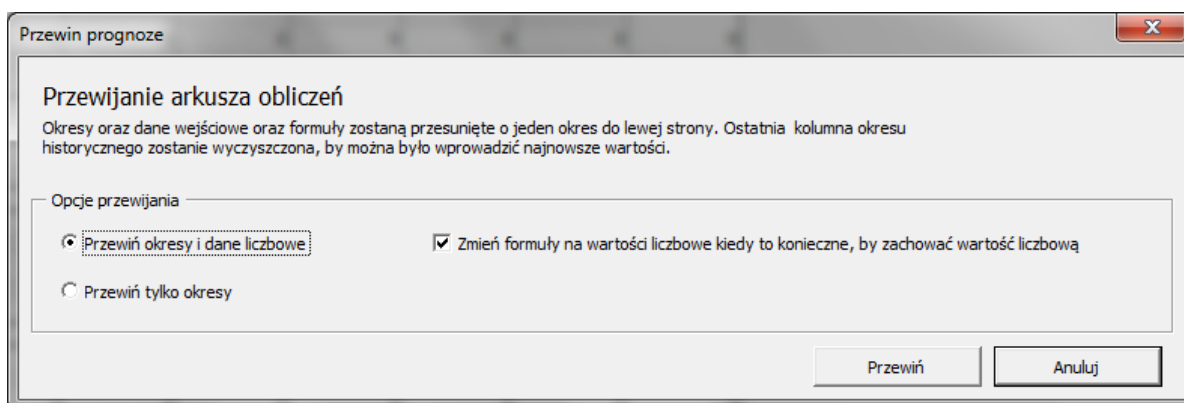 Przewin prognoze
Przewijanie arkusza obliczeń
Okresy oraz dane wejściowe oraz formuły zostaną przesunięte o jeden okres do lewej strony. Ostatnia kolumna okresu
historycznego zostanie wyczyszczona, by można było wprowadzić najnowsze wartości.
Opcje przewijania
Przewiń okresy i dane liczbowe
Zmień formuły na wartości liczbowe kiedy to konieczne, by zachować wartość liczbową
Przewiń tylko okresy
Przewiń
Anuluj